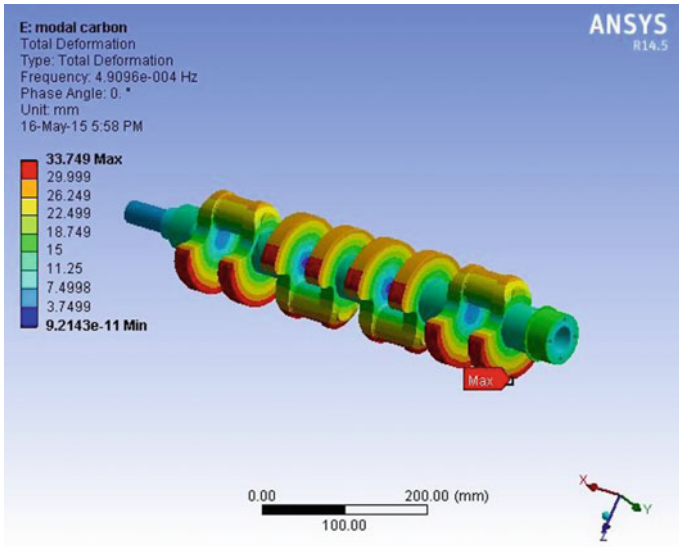 E: modal carbon
Total Deformation
Type: Total Deformation
Frequency: 4.9096e-004 Hz
Phase Angle: 0. °
Unit: mm
16-May-15 5:58 PM
ANSYS
R14.5
33.749 Max
29.999
26.249
22.499
18.749
15
11.25
7.4998
3.7499
9.2143e-11 Min
Max
0.00
200.00 (mm)
100.00
X
Y
Z